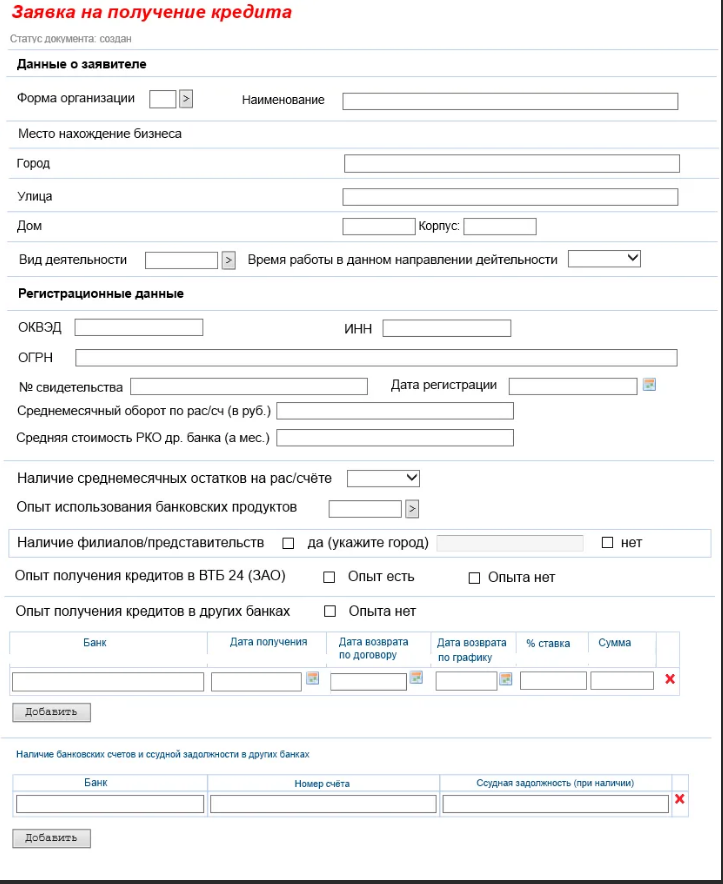 Заявка на получение кредита
Статус документа: создан
Данные о заявителе
Форма организации > Наименование
Место нахождение бизнеса
Город
Улица
Дом Корпус:
Вид деятельности > Время работы в данном направлении дейтельности
Регистрационные данные
ОКВЭД ИНН
ОГРН
№ свидетельства Дата регистрации
Среднемесячный оборот по рас/сч (в руб.)
Средняя стоимость РКО др. банка (а мес.)
Наличие среднемесячных остатков на рас/счёте
Опыт использования банковских продуктов >
Наличие филиалов/представительств да (укажите город) нет
Опыт получения кредитов в ВТБ 24 (ЗАО) Опыт есть Опыта нет
Опыт получения кредитов в других банках Опыта нет
Банк Дата получения Дата возврата по договору Дата возврата по графику % ставка Сумма
Добавить
Наличие банковских счетов и ссудной задолжности в других банках
Банк Номер счёта Ссудная задолжность (при наличии)
Добавить